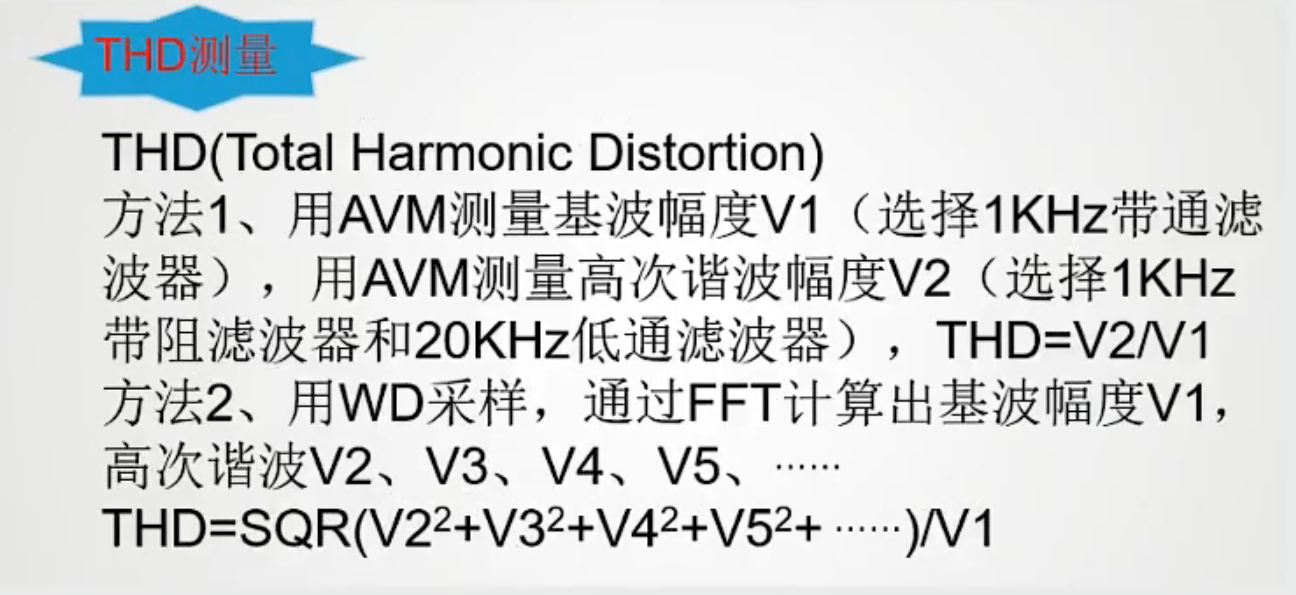 THD测量
THD(Total Harmonic Distortion)
方法1、用AVM测量基波幅度V1（选择1KHz带通滤
波器），用AVM测量高次谐波幅度V2（选择1KHz
带阻滤波器和20KHz低通滤波器），THD=V2/V1
方法2、用WD采样，通过FFT计算出基波幅度V1，
高次谐波V2、V3、V4、V5、……
THD=SQR(V2²+V3²+V4²+V5²+ ……)/V1